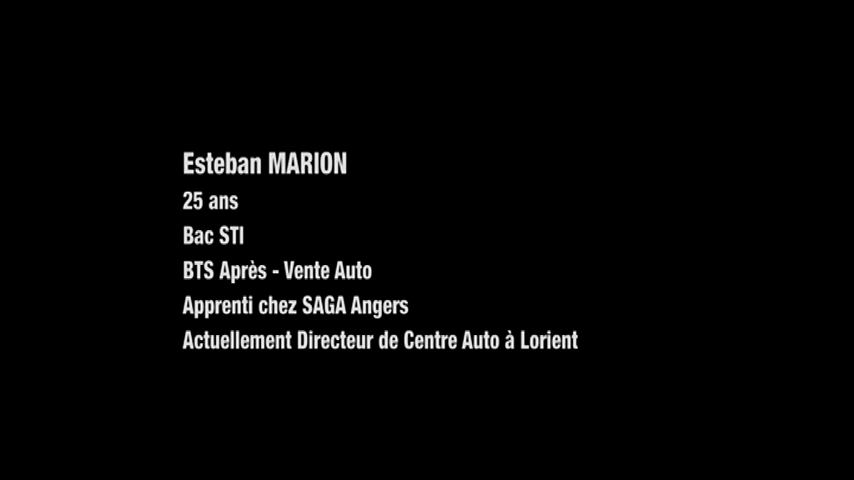 Esteban MARION
25 ans
Bac STI
BTS Après - Vente Auto
Apprenti chez SAGA Angers
Actuellement Directeur de Centre Auto à Lorient